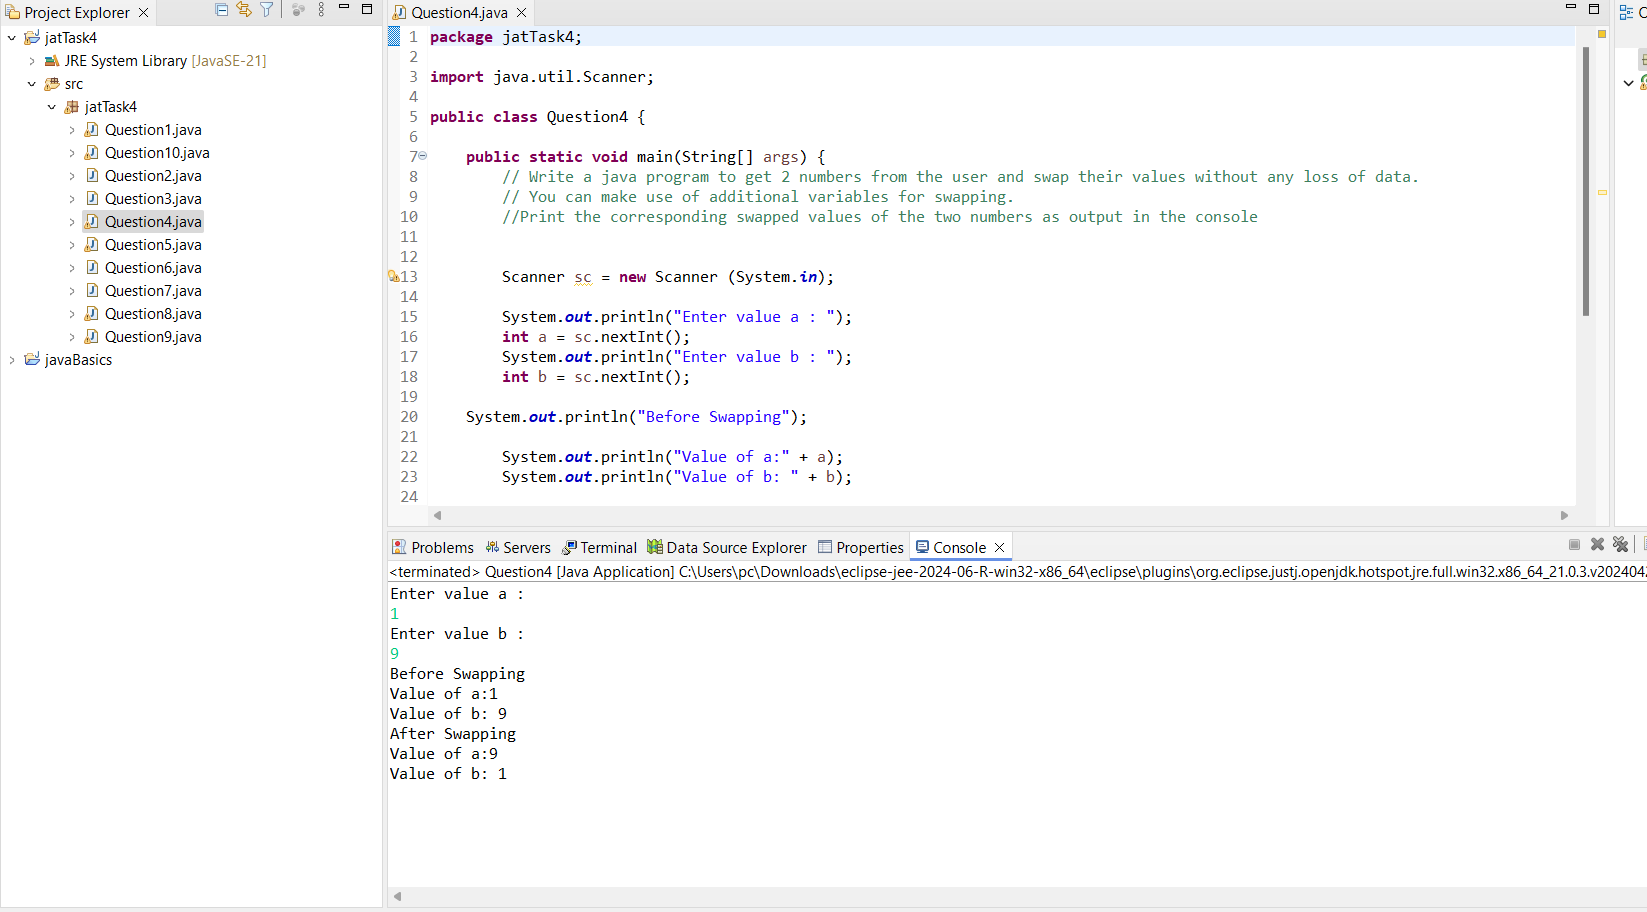 Project Explorer
jatTask4
JRE System Library [JavaSE-21]
src
jatTask4
Question1.java
Question10.java
Question2.java
Question3.java
Question4.java
Question5.java
Question6.java
Question7.java
Question8.java
Question9.java
javaBasics
Question4.java
1 package jatTask4;
2
3 import java.util.Scanner;
4
5 public class Question4 {
6
7     public static void main(String[] args) {
8         // Write a java program to get 2 numbers from the user and swap their values without any loss of data.
9         // You can make use of additional variables for swapping.
10         //Print the corresponding swapped values of the two numbers as output in the console
11
12
13         Scanner sc = new Scanner (System.in);
14
15         System.out.println("Enter value a : ");
16         int a = sc.nextInt();
17         System.out.println("Enter value b : ");
18         int b = sc.nextInt();
19
20     System.out.println("Before Swapping");
21
22         System.out.println("Value of a:" + a);
23         System.out.println("Value of b: " + b);
24
Problems Servers Terminal Data Source Explorer Properties Console
<terminated> Question4 [Java Application] C:\Users\pc\Downloads\eclipse-jee-2024-06-R-win32-x86_64\eclipse\plugins\org.eclipse.justj.openjdk.hotspot.jre.full.win32.x86_64_21.0.3.v202404
Enter value a :
1
Enter value b :
9
Before Swapping
Value of a:1
Value of b: 9
After Swapping
Value of a:9
Value of b: 1